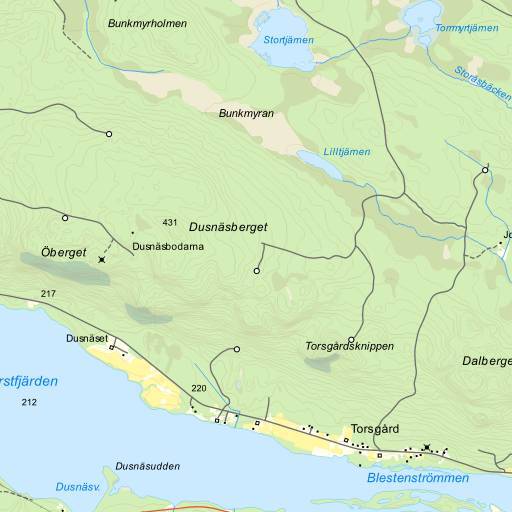 Bunkmyrholmen
Stortjärnen
Tormyrtjärnen
Storåsbäcken
Bunkmyran
Lilltjärnen
431
Dusnäsberget
Dusnäsbodarna
Öberget
217
Dusnäset
Torsgårdsknippen
Dalberge
rstfjärden
220
212
Torsgård
Dusnäsudden
Dusnäsv.
Blestenströmmen